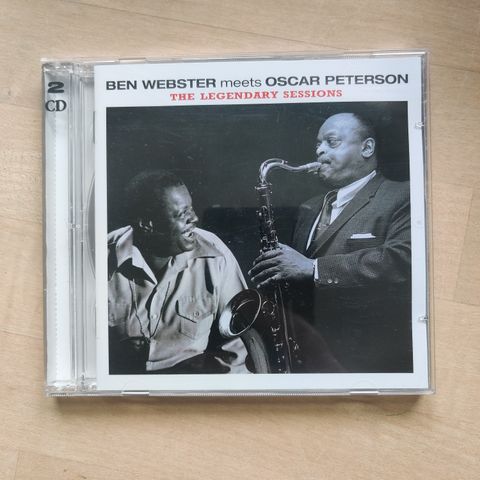 2
CD
BEN WEBSTER meets OSCAR PETERSON
THE LEGENDARY SESSIONS